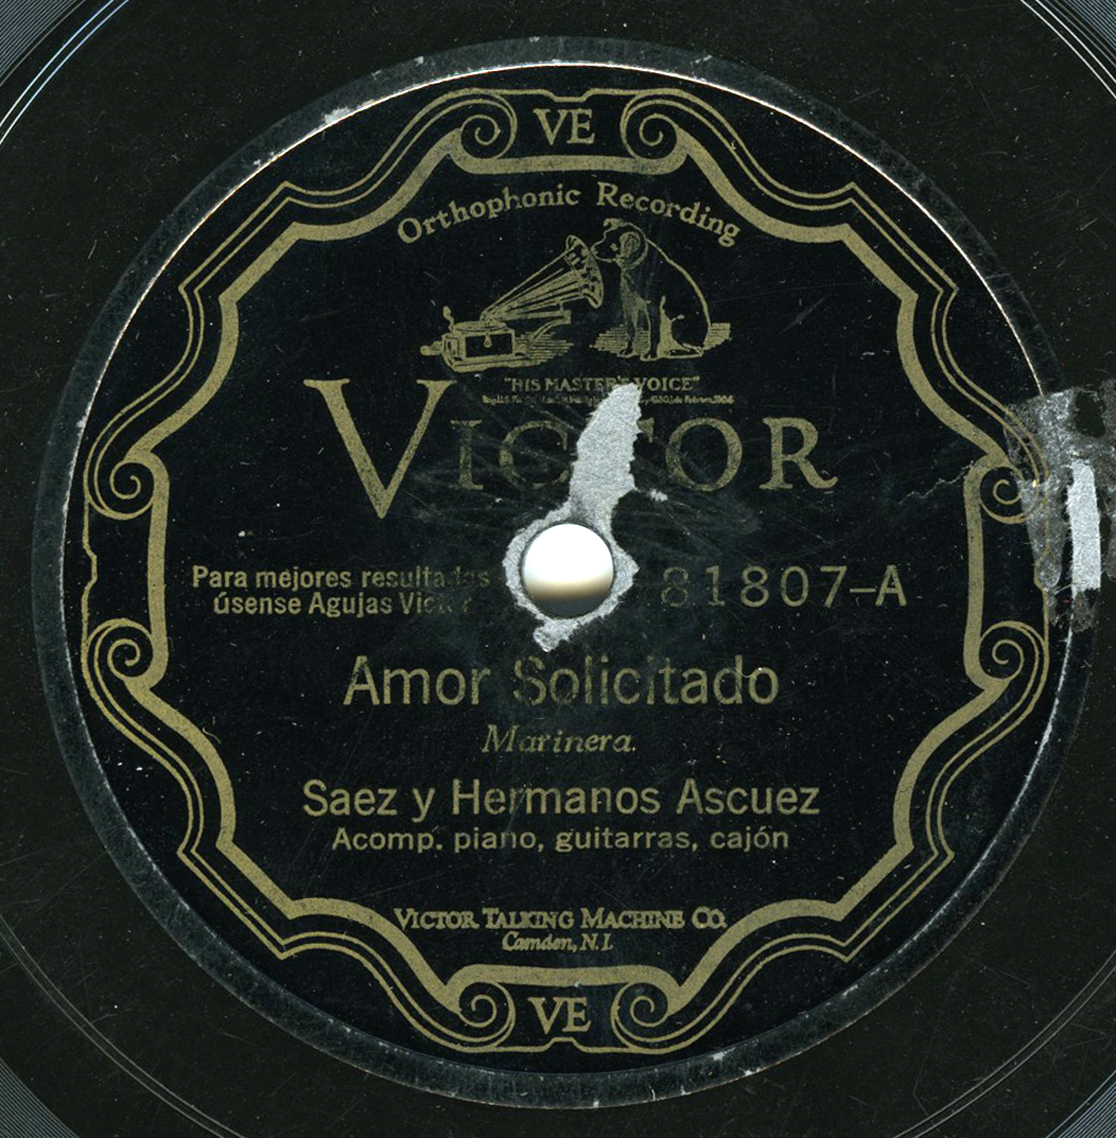 VE
Orthophonic Recording
"HIS MASTER'S VOICE"
VICTOR
Para mejores resultados
úsense Agujas Victor
81807-A
Amor Solicitado
Marinera.
Saez y Hermanos Ascuez
Acomp. piano, guitarras, cajón
VICTOR TALKING MACHINE CO.
Camden, N.J.
VE